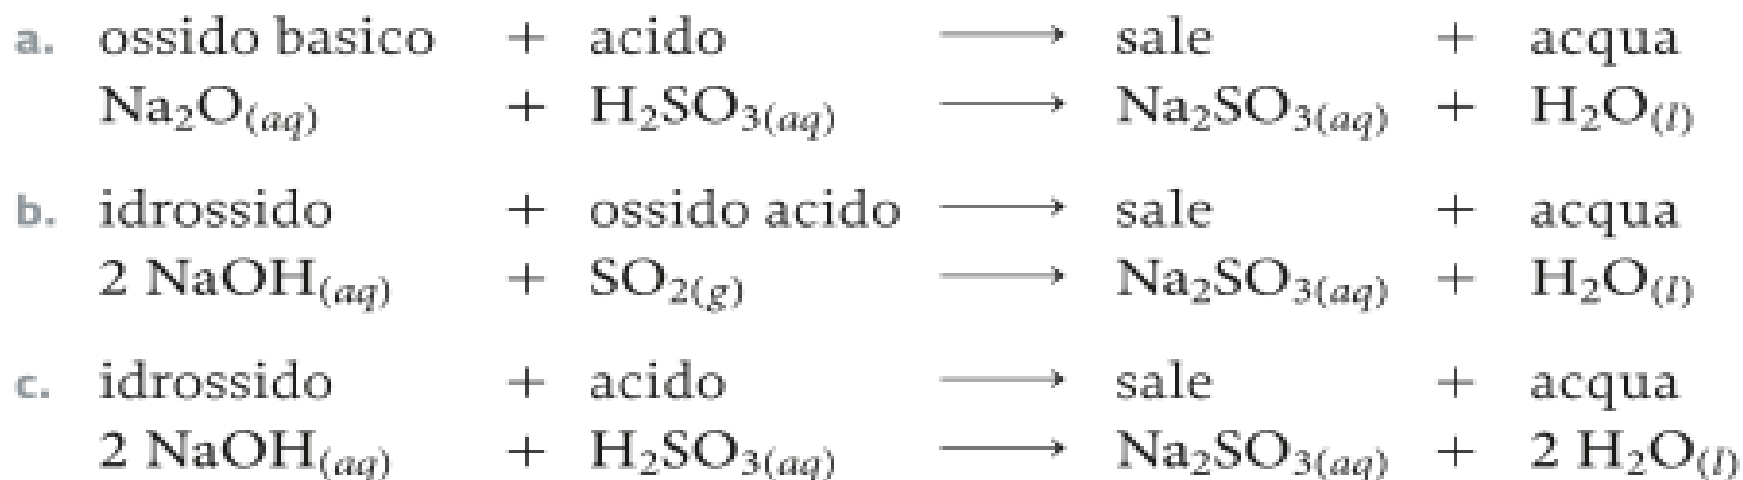 a. ossido basico + acido ⟶ sale + acqua
Na₂O(aq) + H₂SO₃(aq) ⟶ Na₂SO₃(aq) + H₂O(l)
b. idrossido + ossido acido ⟶ sale + acqua
2 NaOH(aq) + SO₂(g) ⟶ Na₂SO₃(aq) + H₂O(l)
c. idrossido + acido ⟶ sale + acqua
2 NaOH(aq) + H₂SO₃(aq) ⟶ Na₂SO₃(aq) + 2 H₂O(l)